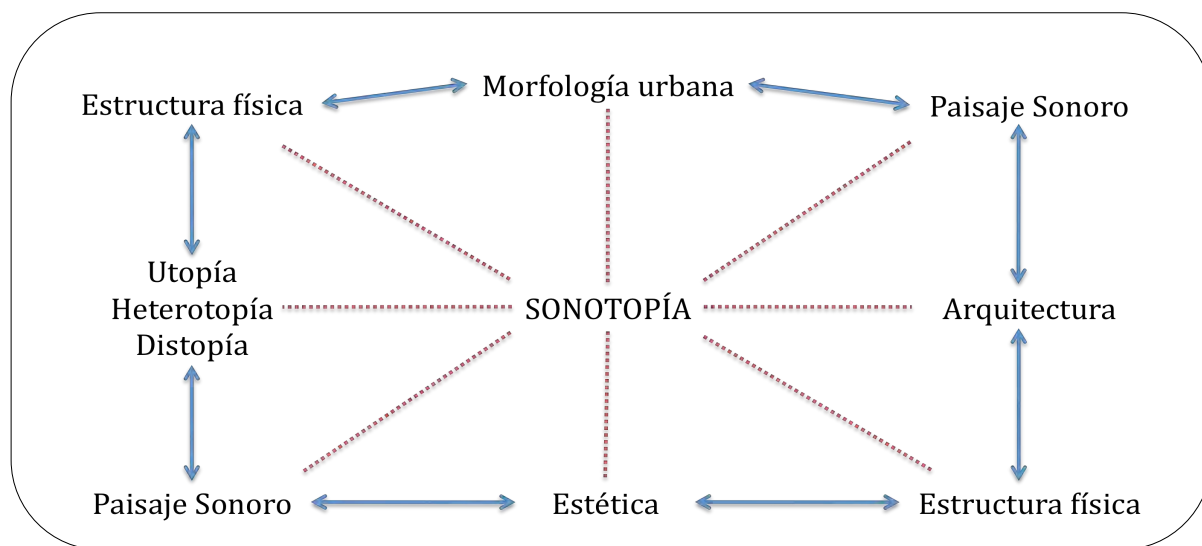 Estructura física
Morfología urbana
Paisaje Sonoro
Utopía
Heterotopía
Distopía
SONOTOPÍA
Arquitectura
Paisaje Sonoro
Estética
Estructura física